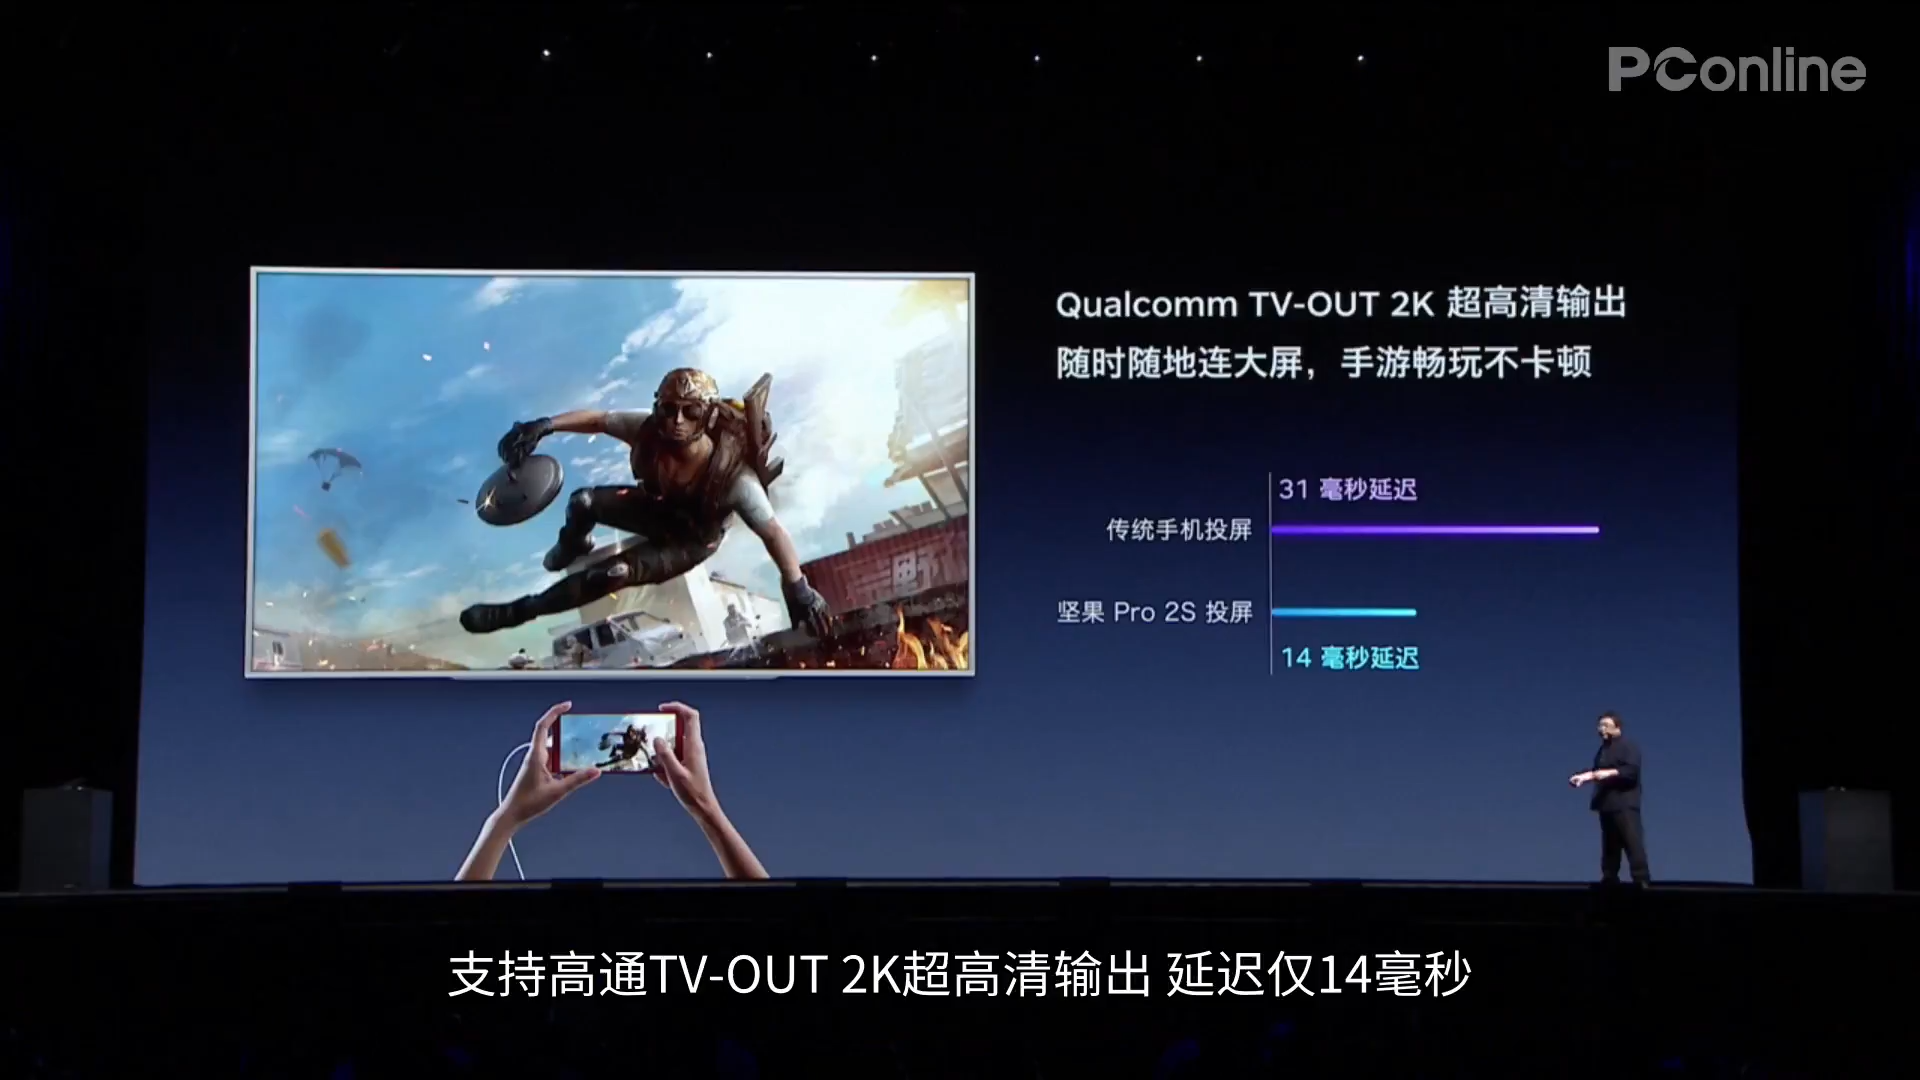 PConline
Qualcomm TV-OUT 2K 超高清输出
随时随地连大屏，手游畅玩不卡顿
31 毫秒延迟
传统手机投屏
坚果 Pro 2S 投屏
14 毫秒延迟
荒野
支持高通TV-OUT 2K超高清输出 延迟仅14毫秒